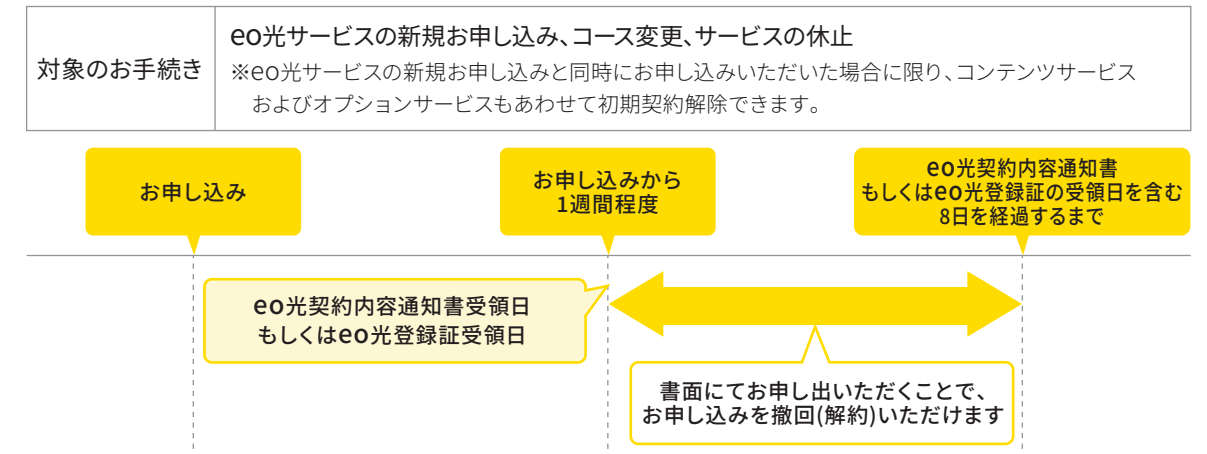 対象のお手続き
eo光サービスの新規お申し込み、コース変更、サービスの休止
※eo光サービスの新規お申し込みと同時にお申し込みいただいた場合に限り、コンテンツサービス
およびオプションサービスもあわせて初期契約解除できます。
お申し込み
お申し込みから
1週間程度
eo光契約内容通知書
もしくはeo光登録証の受領日を含む
8日を経過するまで
eo光契約内容通知書受領日
もしくはeo光登録証受領日
書面にてお申し出いただくことで、
お申し込みを撤回(解約)いただけます